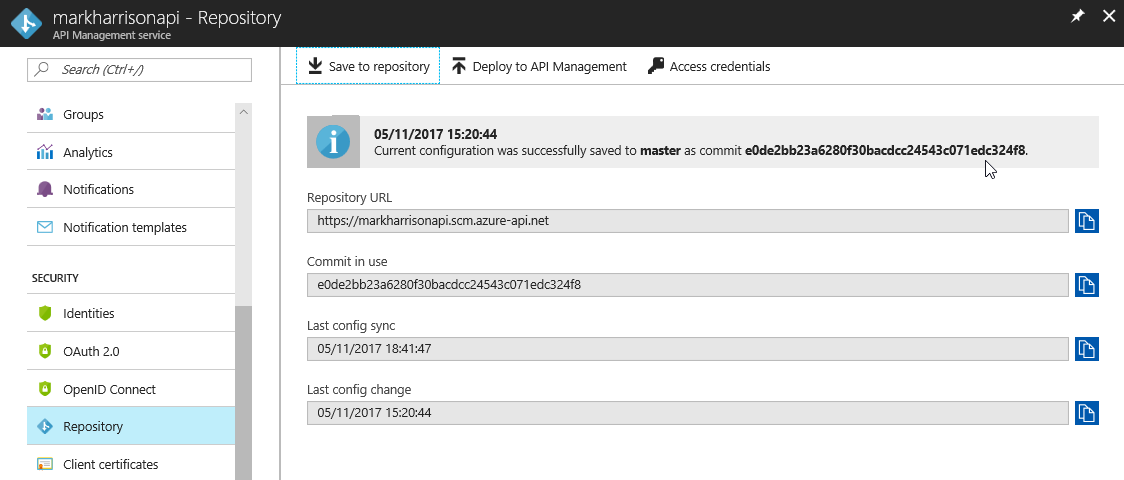 markharrisonapi - Repository
API Management service
Search (Ctrl+/)
Groups
Analytics
Notifications
Notification templates
SECURITY
Identities
OAuth 2.0
OpenID Connect
Repository
Client certificates
Save to repository
Deploy to API Management
Access credentials
05/11/2017 15:20:44
Current configuration was successfully saved to master as commit e0de2bb23a6280f30bacdcc24543c071edc324f8.
Repository URL
https://markharrisonapi.scm.azure-api.net
Commit in use
e0de2bb23a6280f30bacdcc24543c071edc324f8
Last config sync
05/11/2017 18:41:47
Last config change
05/11/2017 15:20:44